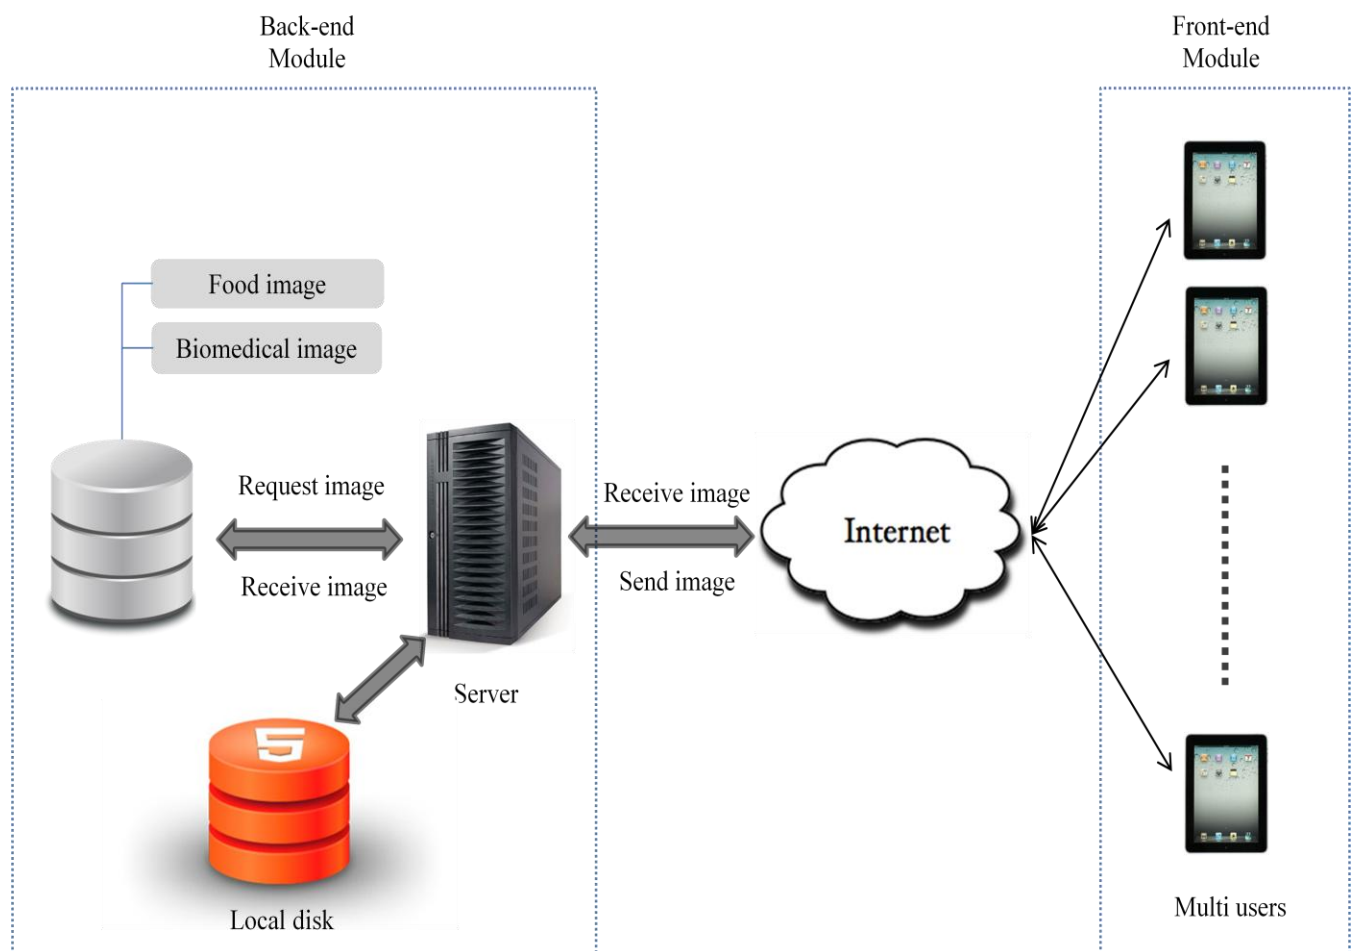 Back-end
Module
Front-end
Module
Food image
Biomedical image
Request image
Receive image
Receive image
Send image
Internet
Server
5
Local disk
Multi users